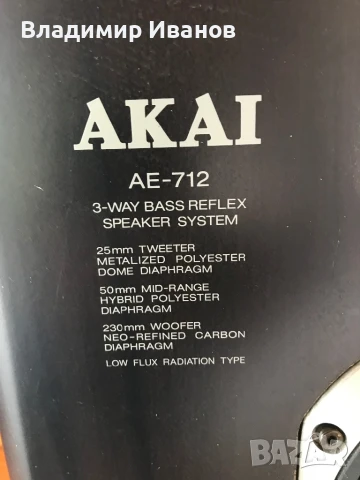 Владимир Иванов
AKAI
AE-712
3-WAY BASS REFLEX
SPEAKER SYSTEM
25mm TWEETER
METALIZED POLYESTER
DOME DIAPHRAGM
50mm MID-RANGE
HYBRID POLYESTER
DIAPHRAGM
230mm WOOFER
NEO-REFINED CARBON
DIAPHRAGM
LOW FLUX RADIATION TYPE
BAZAR